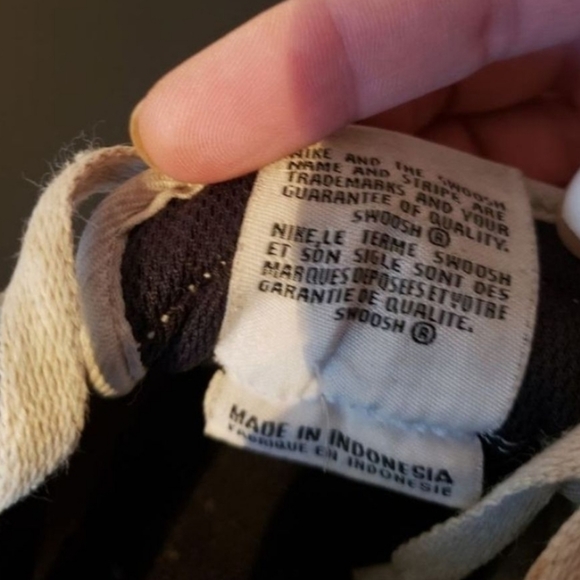 NIKE AND THE SWOOSH
NAME AND STRIPE ARE
TRADEMARKS AND YOUR
GUARANTEE OF QUALITY.
SWOOSH ®
NIKE, LE TERME SWOOSH
ET SON SIGLE SONT DES
MARQUES DEPOSEES ET VOTRE
GARANTIE DE QUALITE.
SWOOSH ®
MADE IN INDONESIA
FABRIQUE EN INDONESIE